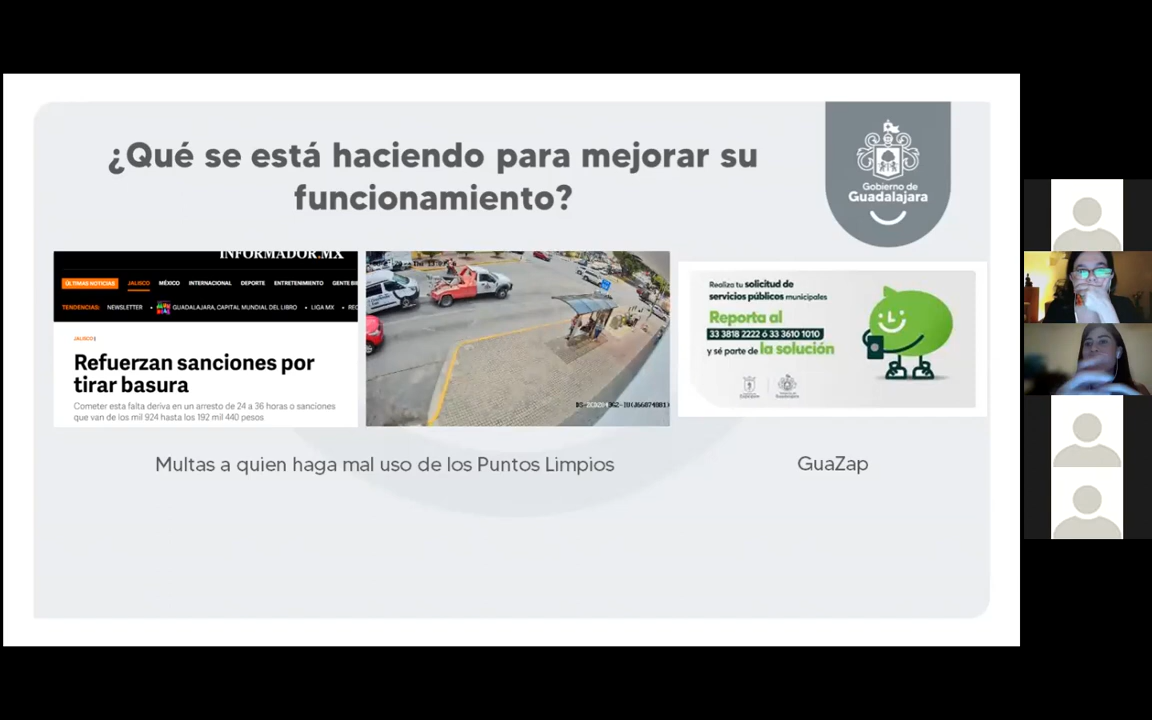 ¿Qué se está haciendo para mejorar su
funcionamiento?
Gobierno de
Guadalajara
INFORMADOR.MX
ÚLTIMAS NOTICIAS JALISCO MÉXICO INTERNACIONAL DEPORTE ENTRETENIMIENTO GENTE BI
TENDENCIAS: NEWSLETTER • GUADALAJARA, CAPITAL MUNDIAL DEL LIBRO • LIGA MX • REC
JALISCO |
Refuerzan sanciones por
tirar basura
Cometer esta falta deriva en un arresto de 24 a 36 horas o sanciones
que van de los mil 924 hasta los 192 mil 440 pesos
Realiza tu solicitud de
servicios públicos municipales
Reporta al
33 3818 2222 ó 33 3610 1010
y sé parte de la solución
Guadalajara
Multas a quien haga mal uso de los Puntos Limpios
GuaZap